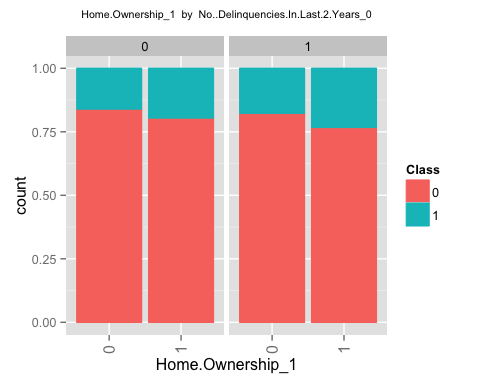 Home.Ownership_1 by No..Delinquencies.In.Last.2.Years_0
0 1
1.00
0.75
0.50
0.25
0.00
count
0 1 0 1
Home.Ownership_1
Class
0
1